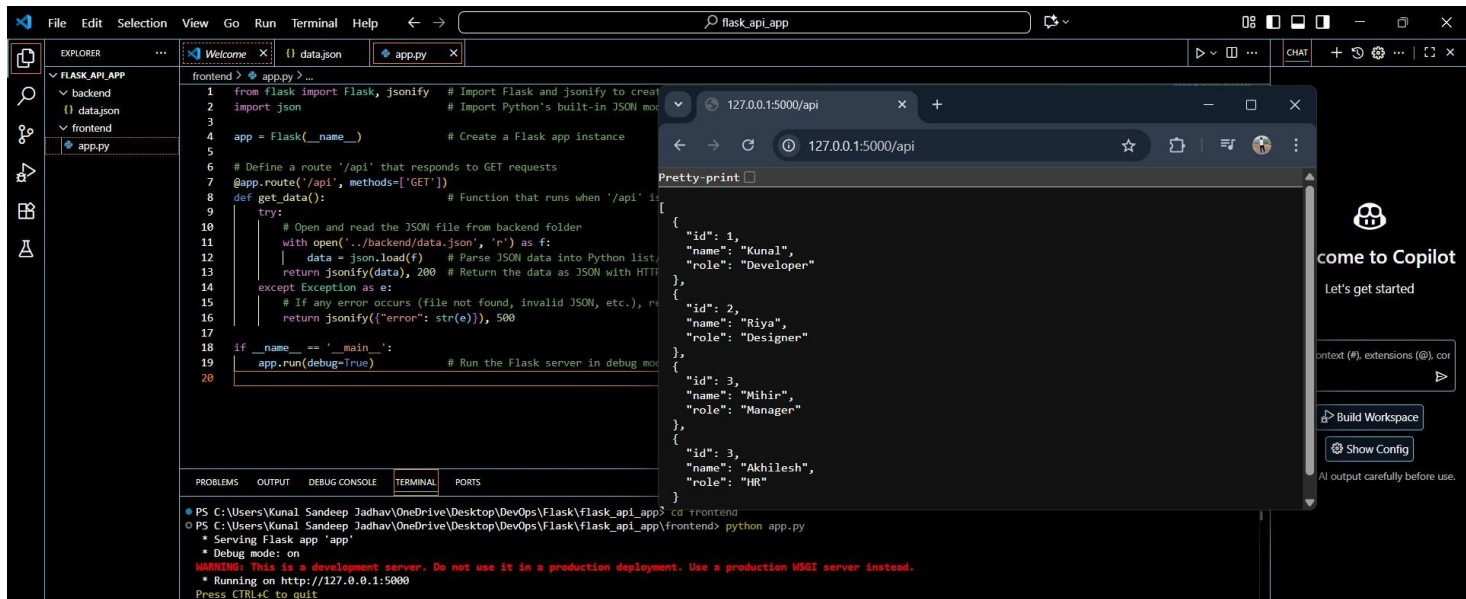 File Edit Selection View Go Run Terminal Help
flask_api_app
EXPLORER
FLASK_API_APP
backend
{} data.json
frontend
app.py
Welcome
{} data.json
app.py
frontend > app.py > ...
1 from flask import Flask, jsonify # Import Flask and jsonify to creat
2 import json # Import Python's built-in JSON mod
3
4 app = Flask(__name__) # Create a Flask app instance
5
6 # Define a route '/api' that responds to GET requests
7 @app.route('/api', methods=['GET'])
8 def get_data(): # Function that runs when '/api' is
9 try:
10 # Open and read the JSON file from backend folder
11 with open('../backend/data.json', 'r') as f:
12 data = json.load(f) # Parse JSON data into Python list/
13 return jsonify(data), 200 # Return the data as JSON with HTTP
14 except Exception as e:
15 # If any error occurs (file not found, invalid JSON, etc.), re
16 return jsonify({"error": str(e)}), 500
17
18 if __name__ == '__main__':
19 app.run(debug=True) # Run the Flask server in debug mod
20
127.0.0.1:5000/api
127.0.0.1:5000/api
Pretty-print
[
{
"id": 1,
"name": "Kunal",
"role": "Developer"
},
{
"id": 2,
"name": "Riya",
"role": "Designer"
},
{
"id": 3,
"name": "Mihir",
"role": "Manager"
},
{
"id": 3,
"name": "Akhilesh",
"role": "HR"
}
CHAT
come to Copilot
Let's get started
ontext (#), extensions (@), cor
Build Workspace
Show Config
AI output carefully before use.
PROBLEMS OUTPUT DEBUG CONSOLE TERMINAL PORTS
PS C:\Users\Kunal Sandeep Jadhav\OneDrive\Desktop\DevOps\Flask\flask_api_app> cd frontend
PS C:\Users\Kunal Sandeep Jadhav\OneDrive\Desktop\DevOps\Flask\flask_api_app\frontend> python app.py
* Serving Flask app 'app'
* Debug mode: on
WARNING: This is a development server. Do not use it in a production deployment. Use a production WSGI server instead.
* Running on http://127.0.0.1:5000
Press CTRL+C to quit